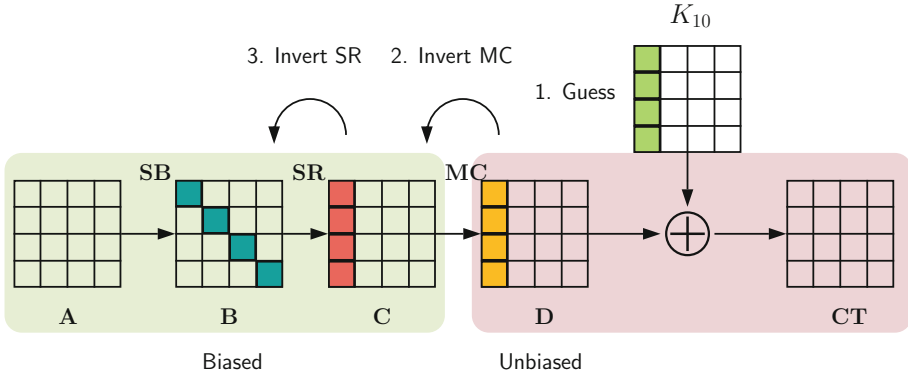 K10
3. Invert SR
2. Invert MC
1. Guess
SB
SR
MC
A
B
C
D
CT
Biased
Unbiased